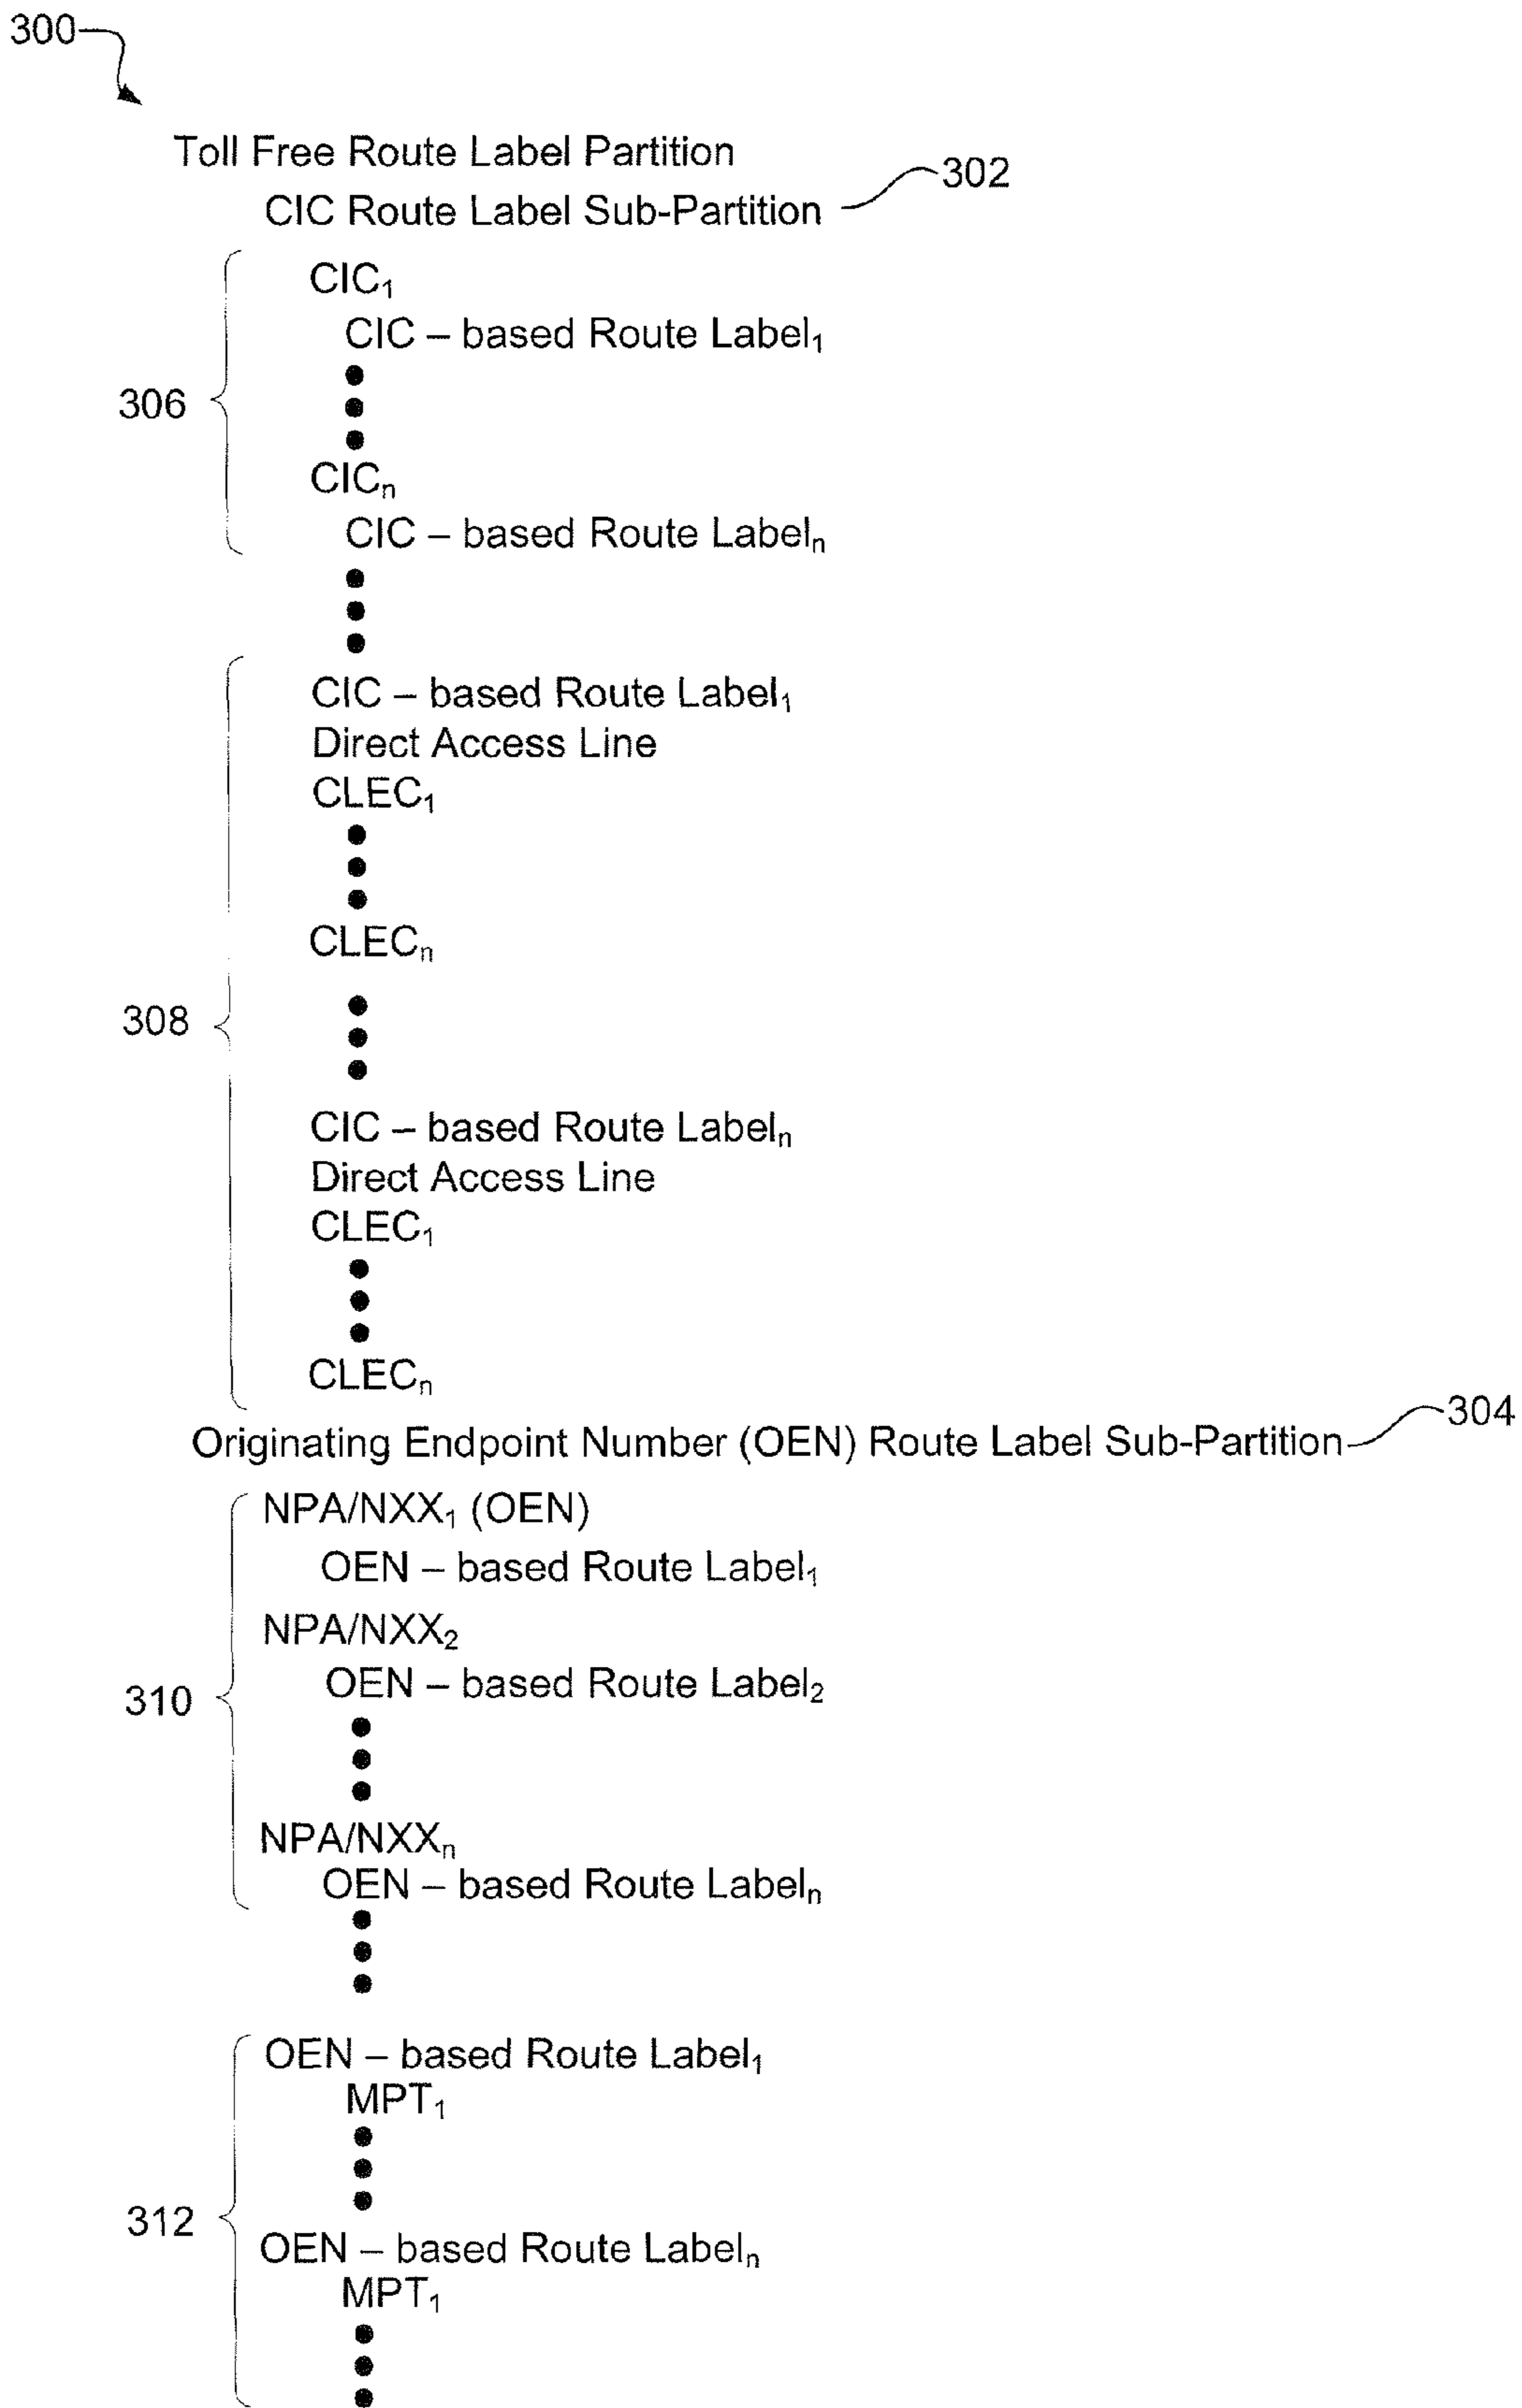 300
Toll Free Route Label Partition
302
CIC Route Label Sub-Partition
CIC₁
CIC – based Route Label₁
306
CICₙ
CIC – based Route Labelₙ
CIC – based Route Label₁
Direct Access Line
CLEC₁
CLECₙ
308
CIC – based Route Labelₙ
Direct Access Line
CLEC₁
CLECₙ
304
Originating Endpoint Number (OEN) Route Label Sub-Partition
NPA/NXX₁ (OEN)
OEN – based Route Label₁
NPA/NXX₂
OEN – based Route Label₂
310
NPA/NXXₙ
OEN – based Route Labelₙ
OEN – based Route Label₁
MPT₁
312
OEN – based Route Labelₙ
MPT₁